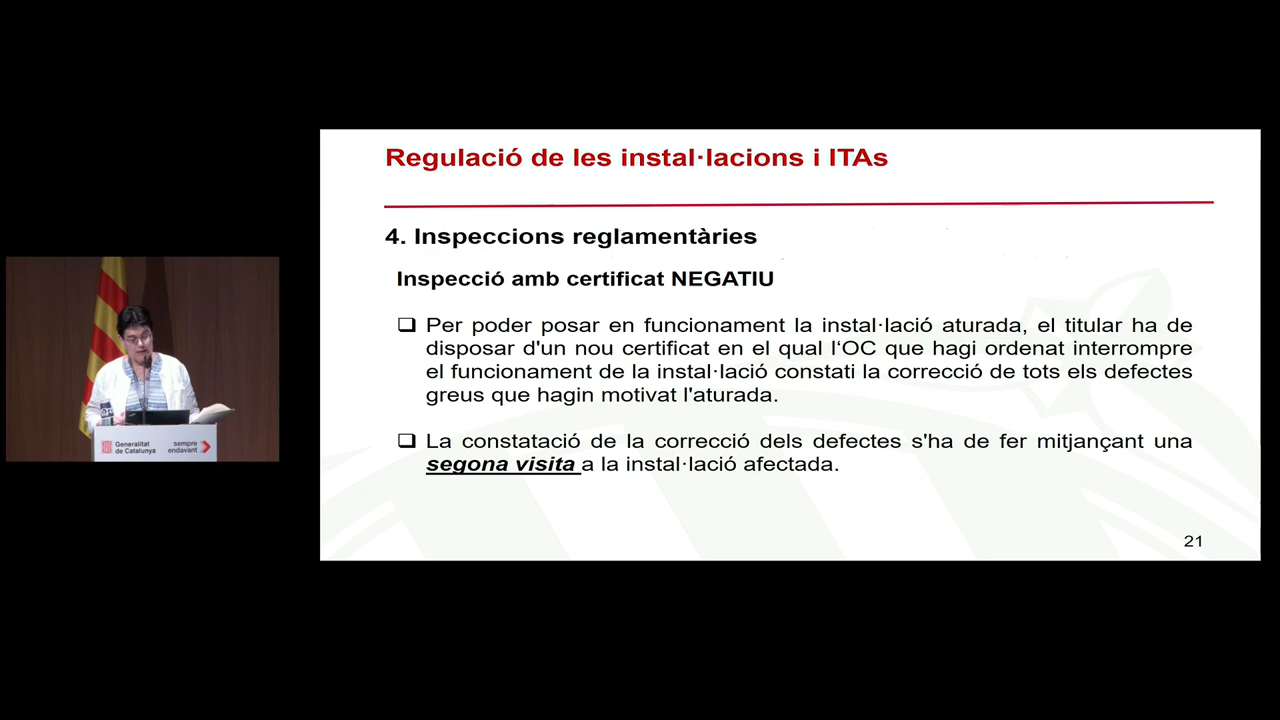 Regulació de les instal·lacions i ITAs
4. Inspeccions reglamentàries
Inspecció amb certificat NEGATIU
❑ Per poder posar en funcionament la instal·lació aturada, el titular ha de
disposar d'un nou certificat en el qual l‘OC que hagi ordenat interrompre
el funcionament de la instal·lació constati la correcció de tots els defectes
greus que hagin motivat l'aturada.
❑ La constatació de la correcció dels defectes s'ha de fer mitjançant una
segona visita a la instal·lació afectada.
21
Generalitat
de Catalunya
sempre
endavant